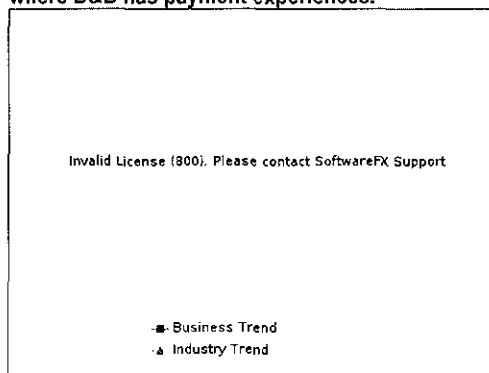 where D&B has payment experiences.
Invalid License (800). Please contact SoftwareFX Support
Business Trend
Industry Trend